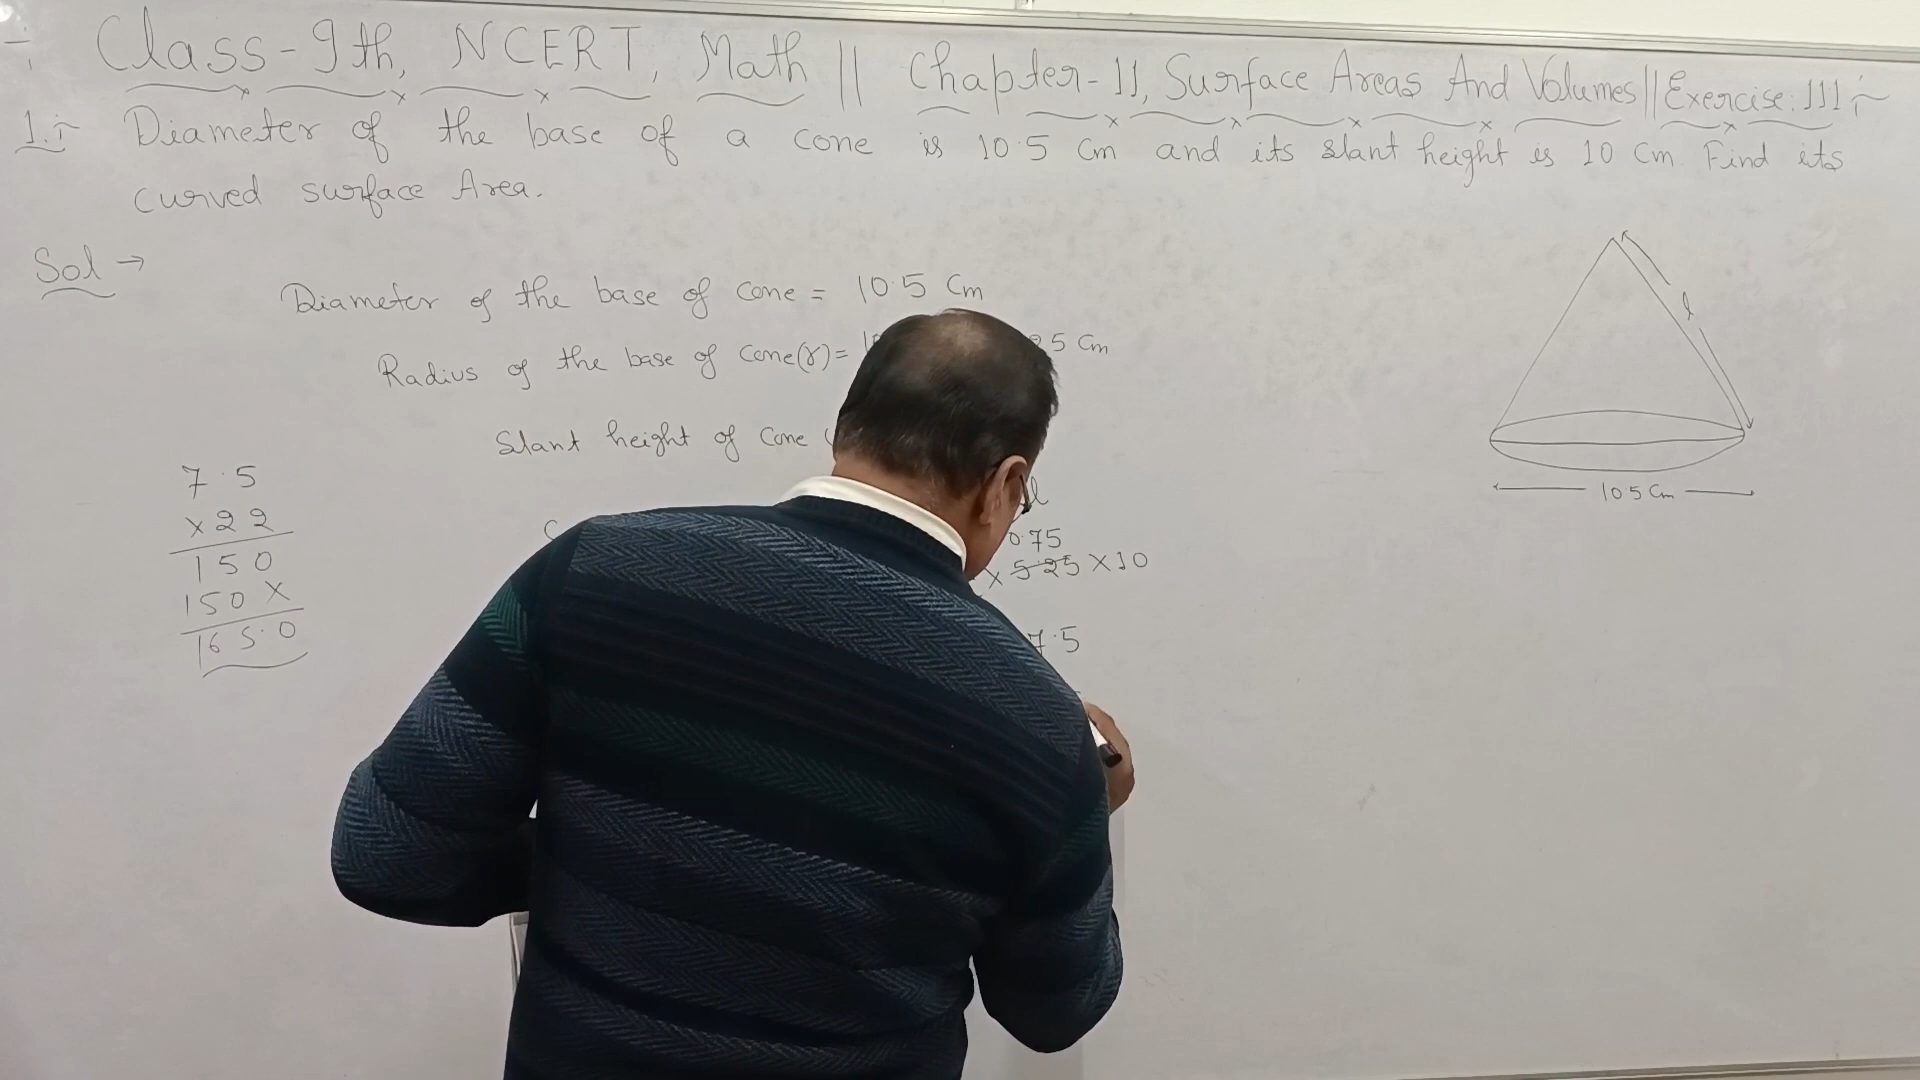 Class-9th, NCERT, Math || Chapter-11, Surface Areas And Volumes || Exercise: 11.1 :-
1.:- Diameter of the base of a cone is 10.5 cm and its slant height is 10 cm. Find its
curved surface Area.
Sol →
Diameter of the base of cone = 10.5 cm
Radius of the base of cone(r)= 5 cm
Slant height of cone (
l
0.75
× 5.25 × 10
7.5
7.5
×22
150
150×
165.0
l
10.5 cm